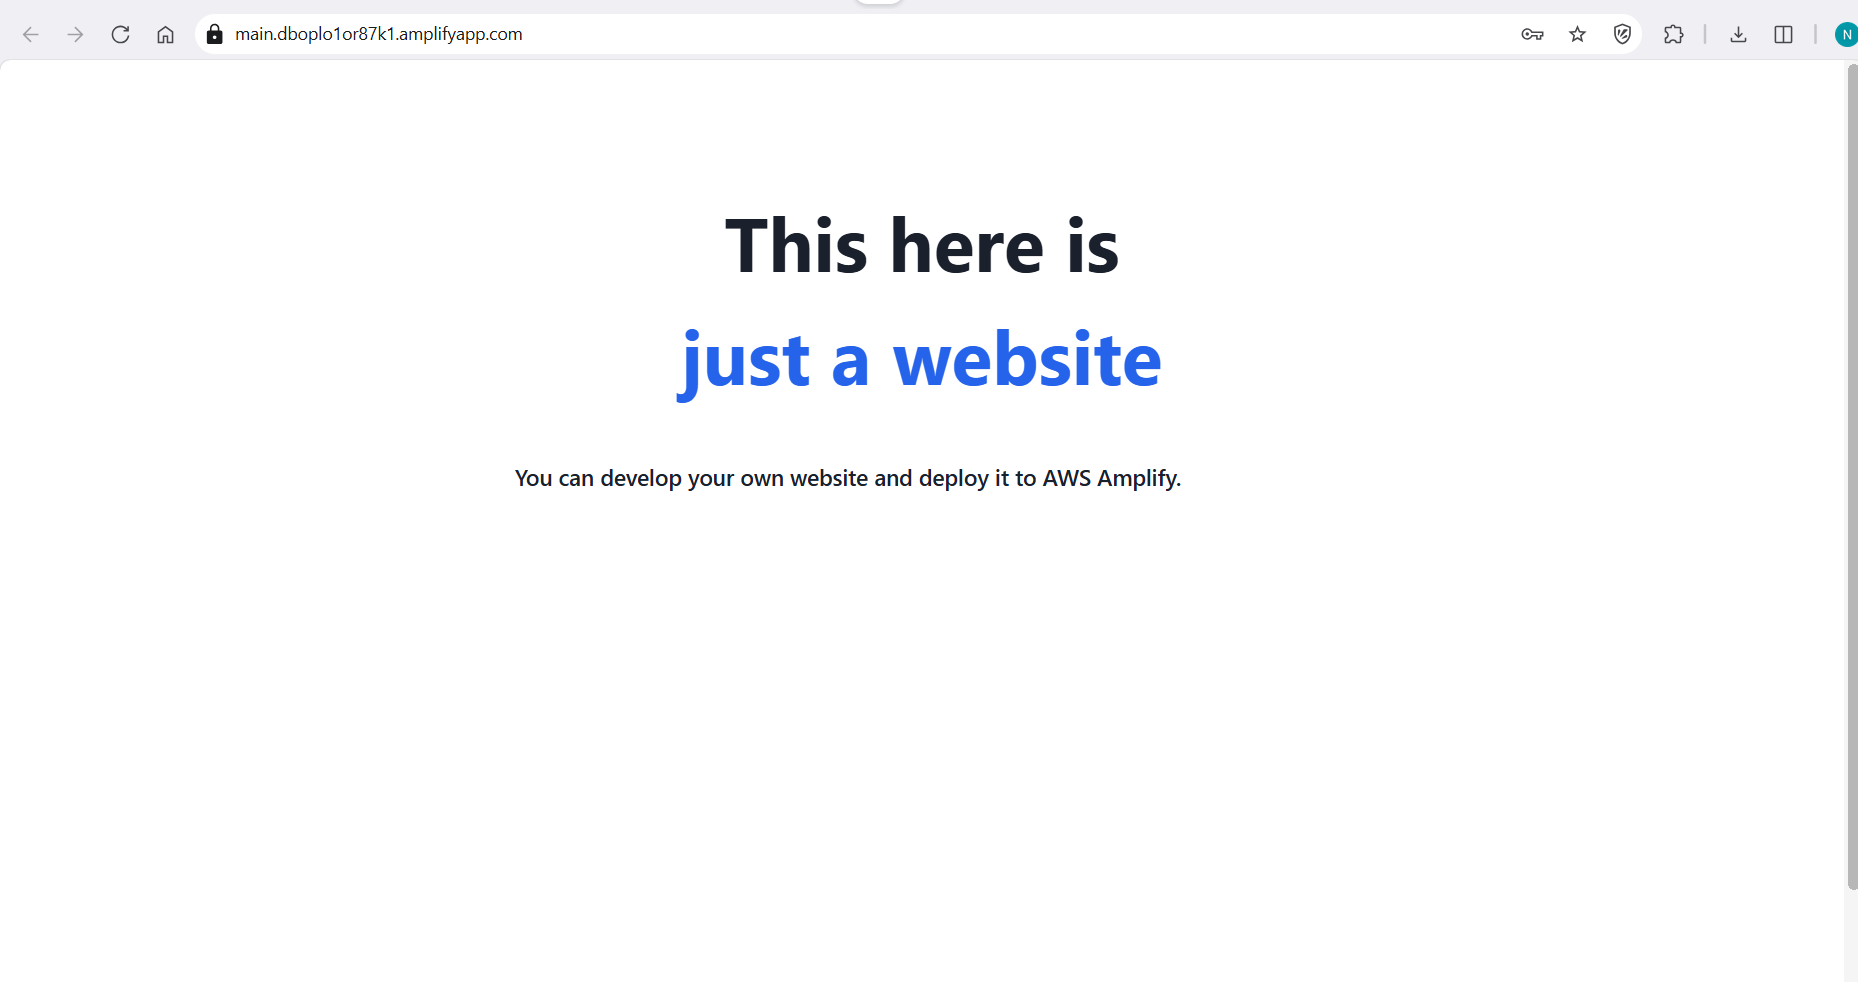 main.dboplo1or87k1.amplifyapp.com
N
This here is
just a website
You can develop your own website and deploy it to AWS Amplify.